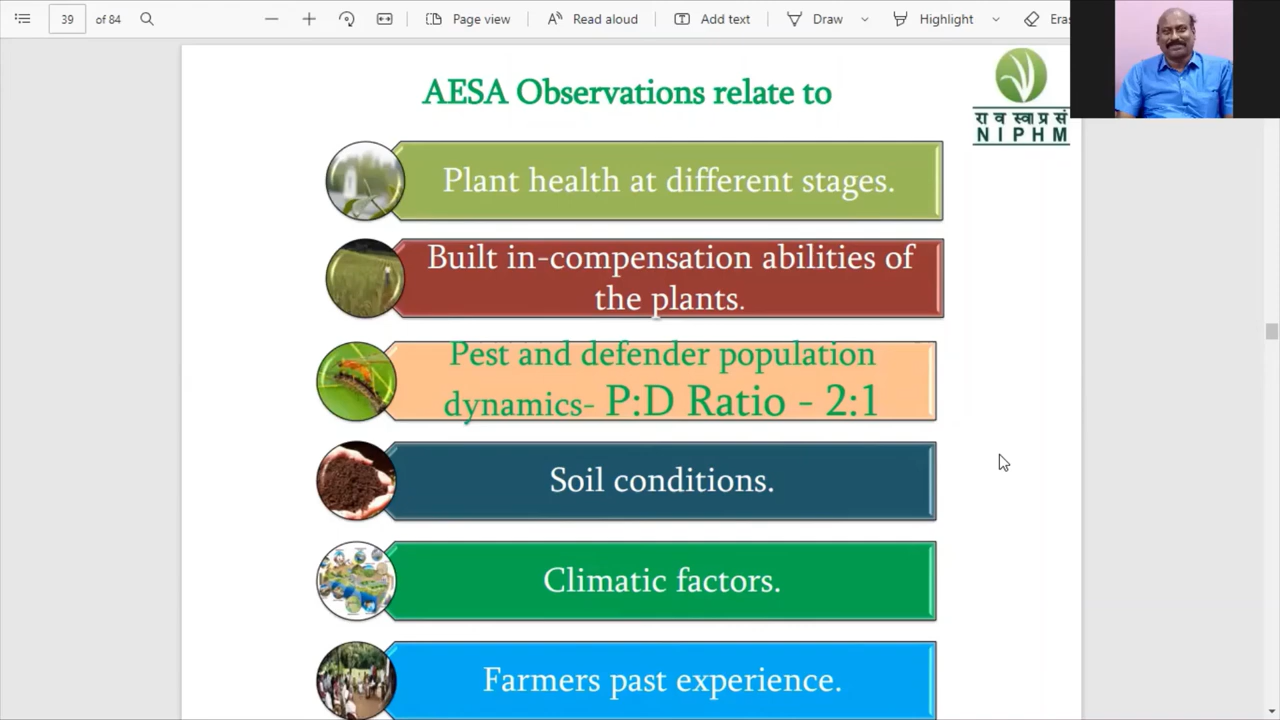 39 of 84
Page view
Read aloud
Add text
Draw
Highlight
Eras
AESA Observations relate to
रा व स्वा प्र सं
NIPHM
Plant health at different stages.
Built in-compensation abilities of
the plants.
Pest and defender population
dynamics- P:D Ratio - 2:1
Soil conditions.
Climatic factors.
Farmers past experience.